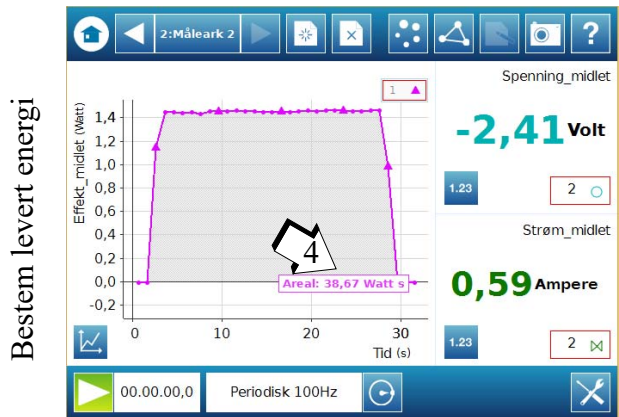 Bestem levert energi
2:Måleark 2
?
Effekt_midlet (Watt)
1
1,4
1,2
1,0
0,8
0,6
0,4
0,2
0,0
-0,2
0
10
20
30
Tid (s)
4
Areal: 38,67 Watt s
Spenning_midlet
-2,41 Volt
1.23
2
Strøm_midlet
0,59 Ampere
1.23
2
00.00.00,0
Periodisk 100Hz